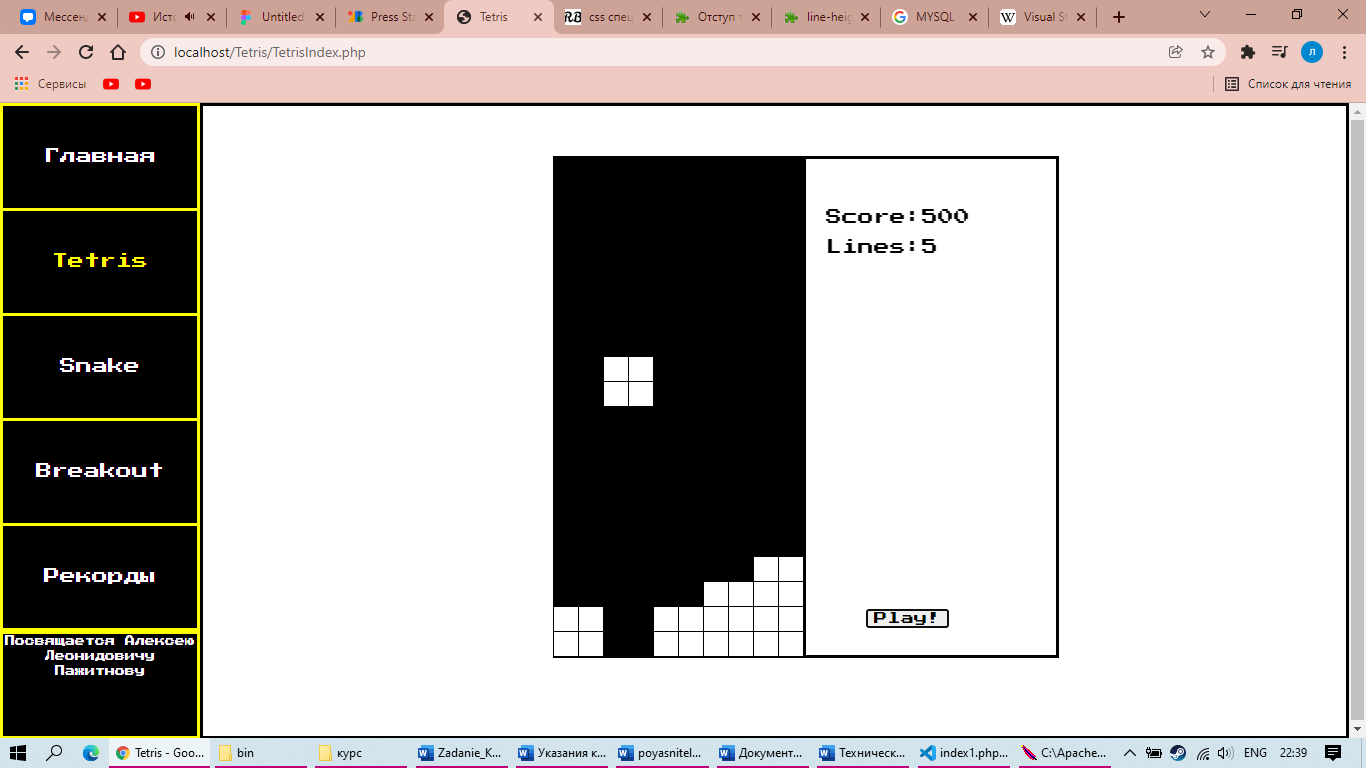 Мессенд
Исто
Untitled
Press Sta
Tetris
css спец
Отступ т
line-heig
MYSQL
Visual St
localhost/Tetris/TetrisIndex.php
л
Сервисы
Список для чтения
Главная
Tetris
Snake
Breakout
Рекорды
Посвящается Алексею
Леонидовичу
Пажитнову
Score:500
Lines:5
Play!
Tetris - Goo...
bin
курс
Zadanie_K...
Указания к...
poyasnitel...
Документ...
Техническ...
index1.php...
C:\Apache...
ENG
22:39